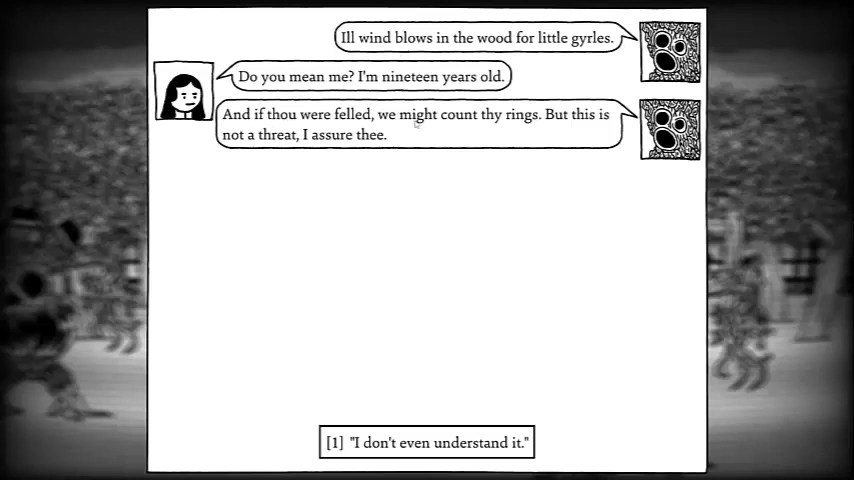 Ill wind blows in the wood for little gyrles.
Do you mean me? I'm nineteen years old.
And if thou were felled, we might count thy rings. But this is
not a threat, I assure thee.
[1] "I don't even understand it."